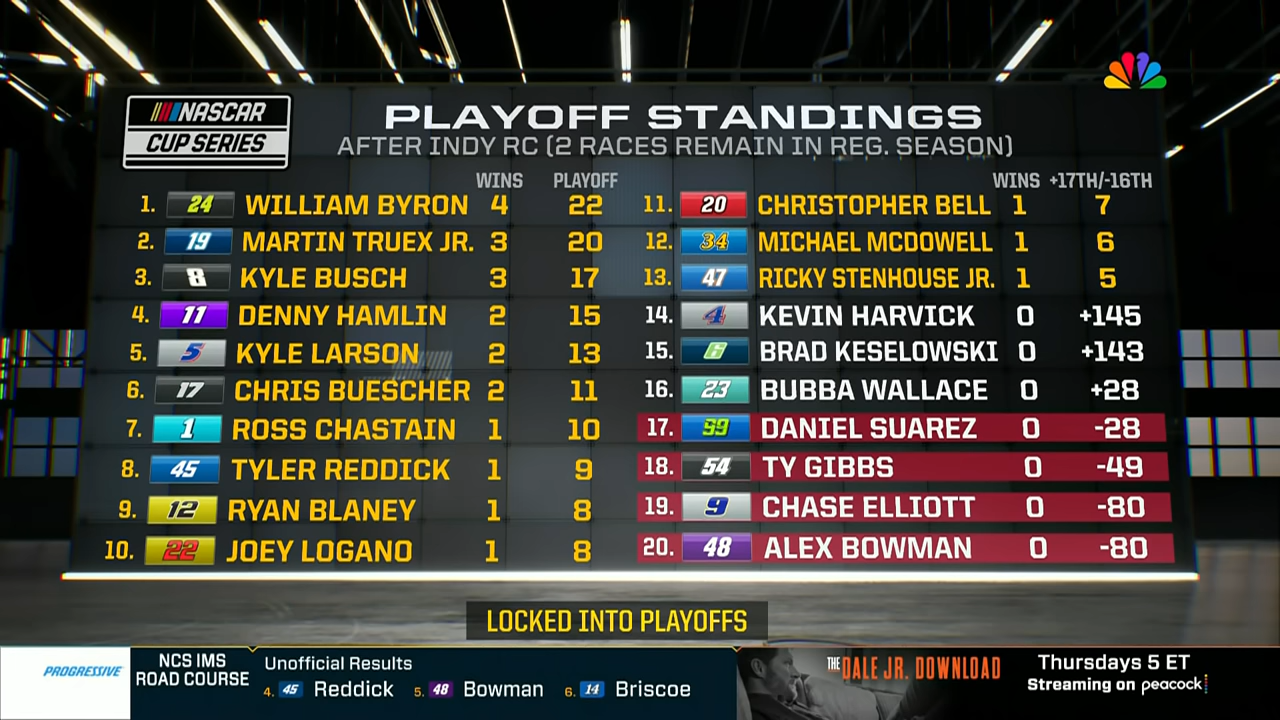 NASCAR
CUP SERIES
PLAYOFF STANDINGS
AFTER INDY RC (2 RACES REMAIN IN REG. SEASON)
WINS PLAYOFF
1. 24 WILLIAM BYRON 4 22
2. 19 MARTIN TRUEX JR. 3 20
3. 8 KYLE BUSCH 3 17
4. 11 DENNY HAMLIN 2 15
5. 5 KYLE LARSON 2 13
6. 17 CHRIS BUESCHER 2 11
7. 1 ROSS CHASTAIN 1 10
8. 45 TYLER REDDICK 1 9
9. 12 RYAN BLANEY 1 8
10. 22 JOEY LOGANO 1 8
WINS +17TH/-16TH
11. 20 CHRISTOPHER BELL 1 7
12. 34 MICHAEL MCDOWELL 1 6
13. 47 RICKY STENHOUSE JR. 1 5
14. 4 KEVIN HARVICK 0 +145
15. 6 BRAD KESELOWSKI 0 +143
16. 23 BUBBA WALLACE 0 +28
17. 99 DANIEL SUAREZ 0 -28
18. 54 TY GIBBS 0 -49
19. 9 CHASE ELLIOTT 0 -80
20. 48 ALEX BOWMAN 0 -80
LOCKED INTO PLAYOFFS
PROGRESSIVE
NCS IMS
ROAD COURSE
Unofficial Results
4. 45 Reddick 5. 48 Bowman 6. 14 Briscoe
THE DALE JR. DOWNLOAD
Thursdays 5 ET
Streaming on peacock